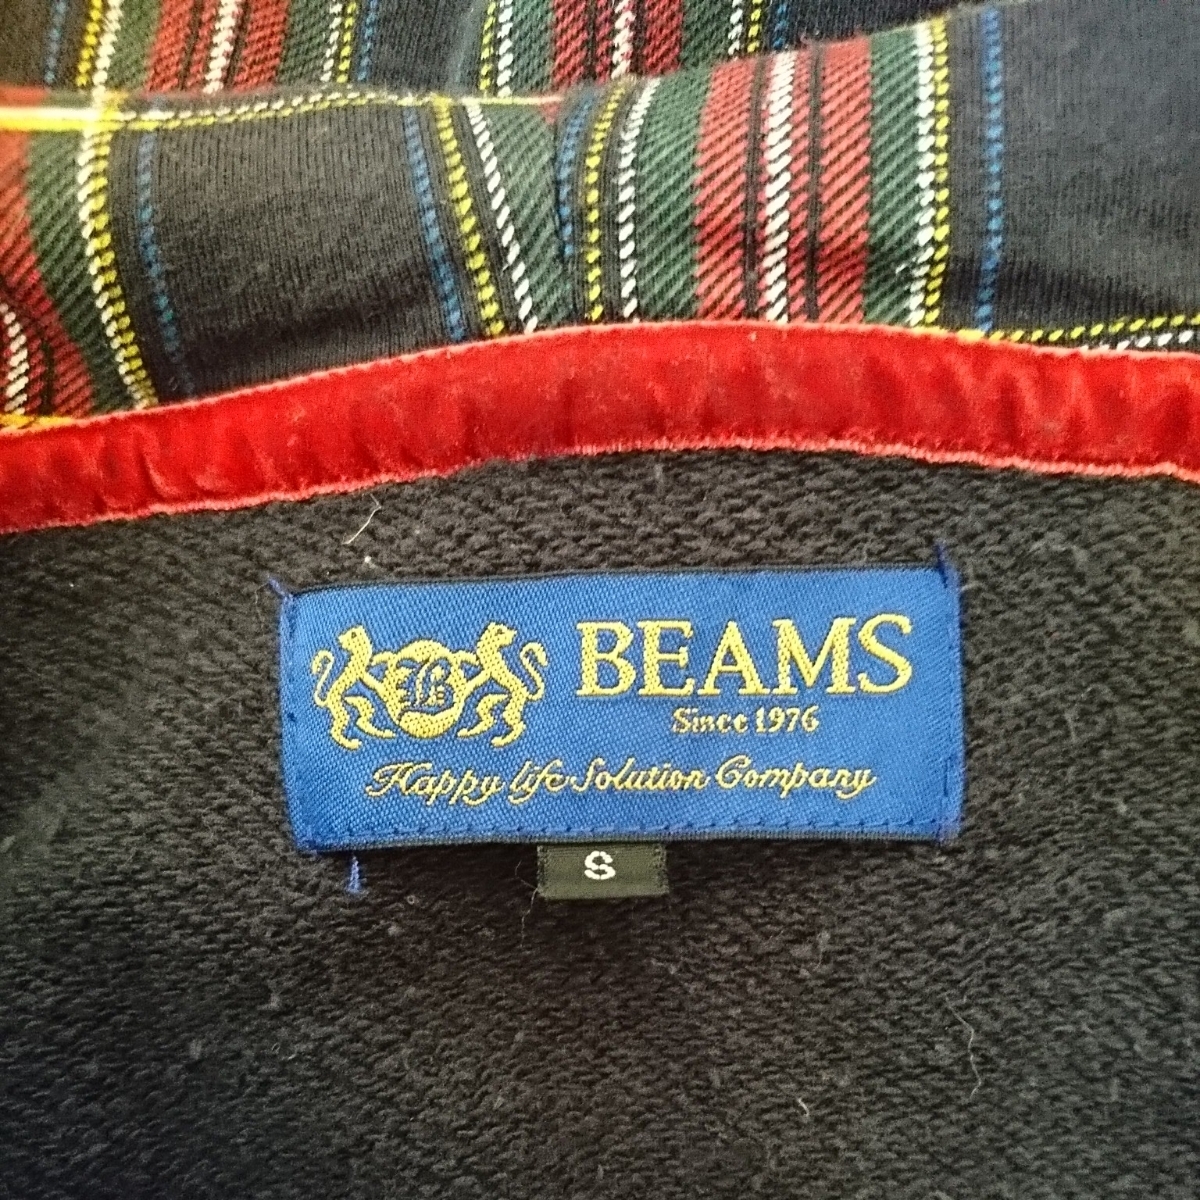 B
BEAMS
Since 1976
Happy life Solution Company
S